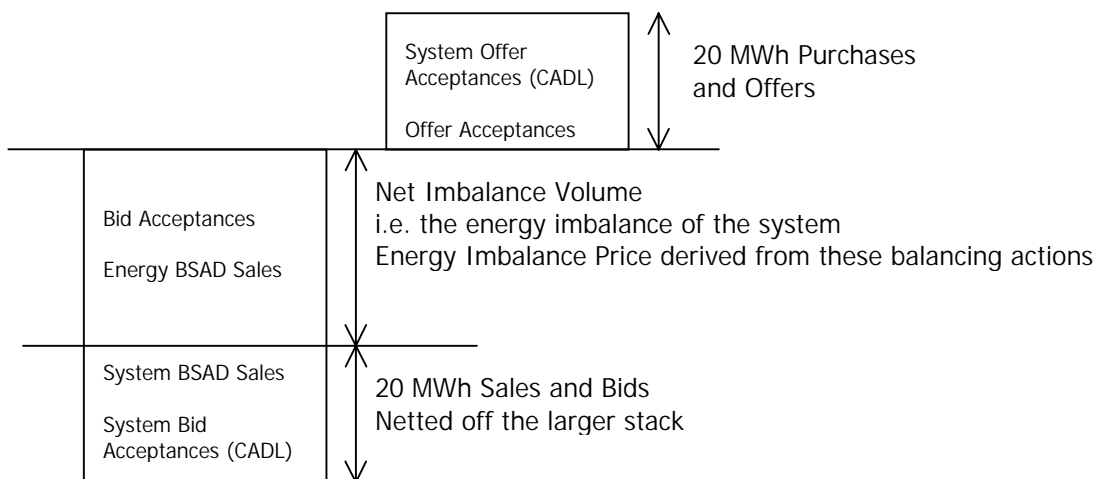 System Offer
Acceptances (CADL)
Offer Acceptances
20 MWh Purchases
and Offers
Bid Acceptances
Energy BSAD Sales
Net Imbalance Volume
i.e. the energy imbalance of the system
Energy Imbalance Price derived from these balancing actions
System BSAD Sales
System Bid
Acceptances (CADL)
20 MWh Sales and Bids
Netted off the larger stack